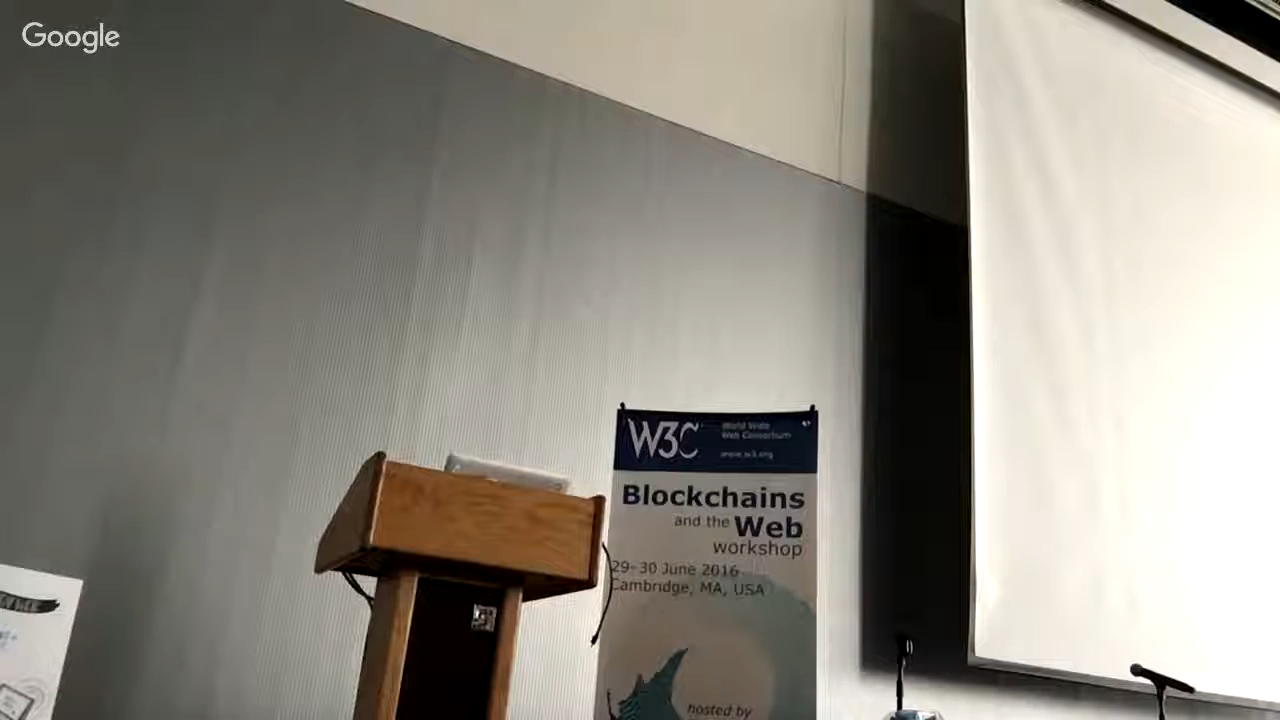 Google
W3C
World Wide
Web Consortium
www.w3.org
Blockchains
and the Web
workshop
29-30 June 2016
Cambridge, MA, USA
hosted by